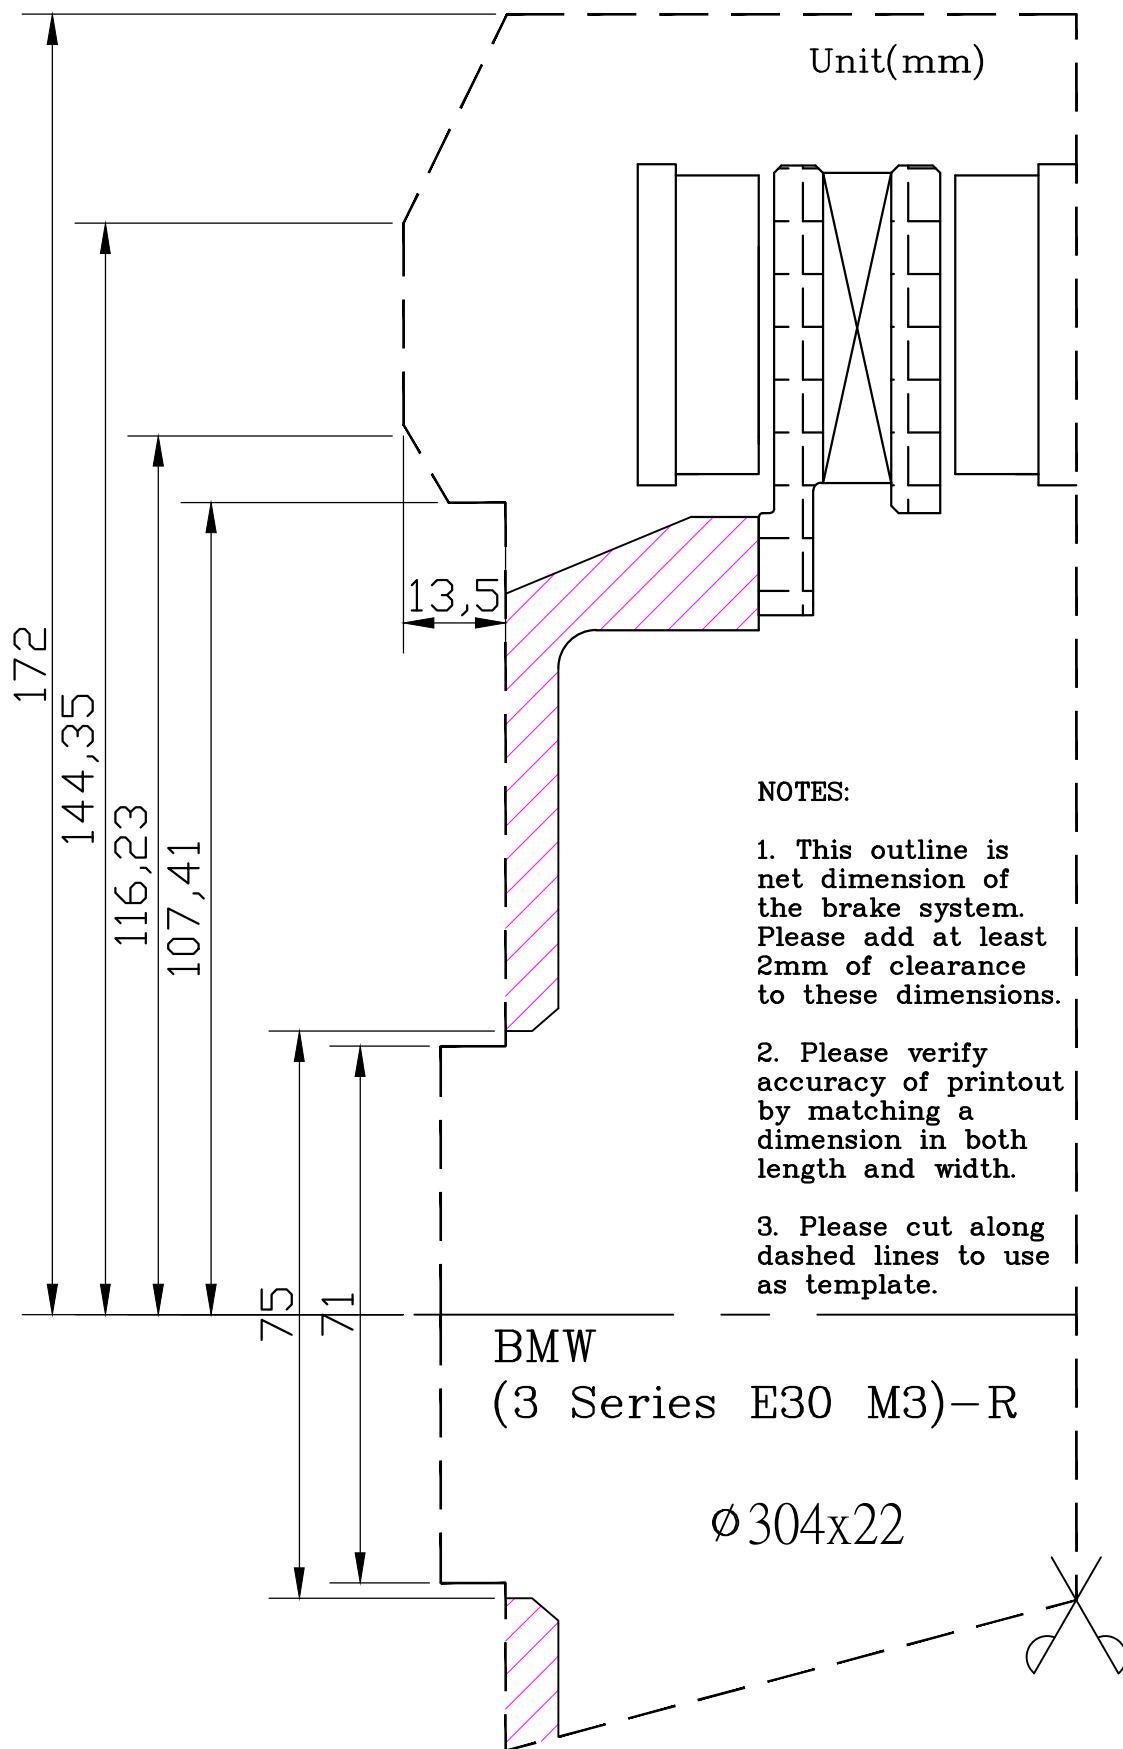 Unit(mm)
13,5
172
144,35
116,23
107,41
NOTES:
1. This outline is
net dimension of
the brake system.
Please add at least
2mm of clearance
to these dimensions.
2. Please verify
accuracy of printout
by matching a
dimension in both
length and width.
3. Please cut along
dashed lines to use
as template.
75
71
BMW
(3 Series E30 M3)-R
⌀304x22